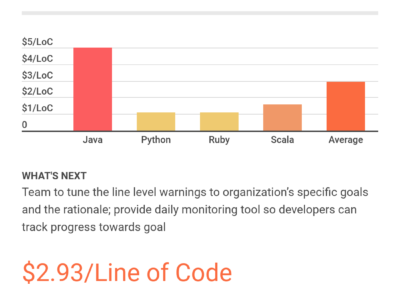 $5/LoC
$4/LoC
$3/LoC
$2/LoC
$1/LoC
0
Java Python Ruby Scala Average
WHAT'S NEXT
Team to tune the line level warnings to organization's specific goals
and the rationale; provide daily monitoring tool so developers can
track progress towards goal
$2.93/Line of Code